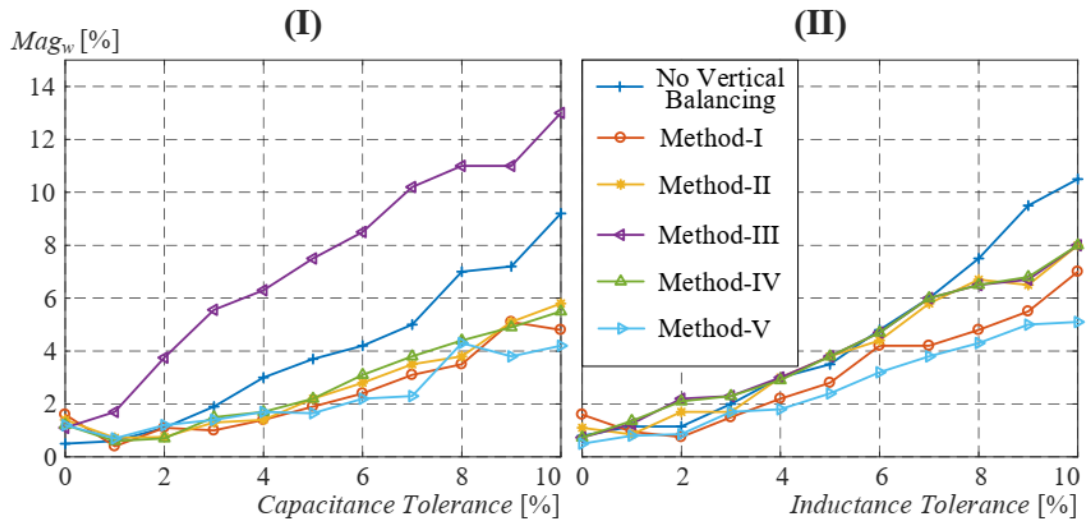 (I)
(II)
Mag_w [%]
14
12
10
8
6
4
2
0
0 2 4 6 8 10
Capacitance Tolerance [%]
No Vertical
Balancing
Method-I
Method-II
Method-III
Method-IV
Method-V
0 2 4 6 8 10
Inductance Tolerance [%]